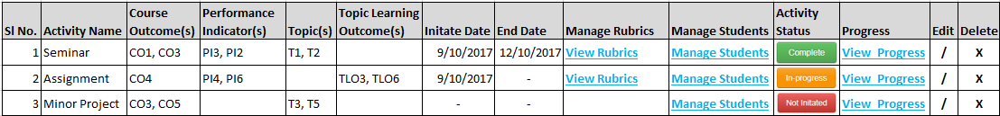 Sl No. Activity Name Course Outcome(s) Performance Indicator(s) Topic(s) Topic Learning Outcome(s) Initate Date End Date Manage Rubrics Manage Students Activity Status Progress Edit Delete
1 Seminar CO1, CO3 PI3, PI2 T1, T2 9/10/2017 12/10/2017 View Rubrics Manage Students Complete View Progress / X
2 Assignment CO4 PI4, PI6 TLO3, TLO6 9/10/2017 - View Rubrics Manage Students In-progress View Progress / X
3 Minor Project CO3, CO5 T3, T5 - - Manage Students Not Initated View Progress / X